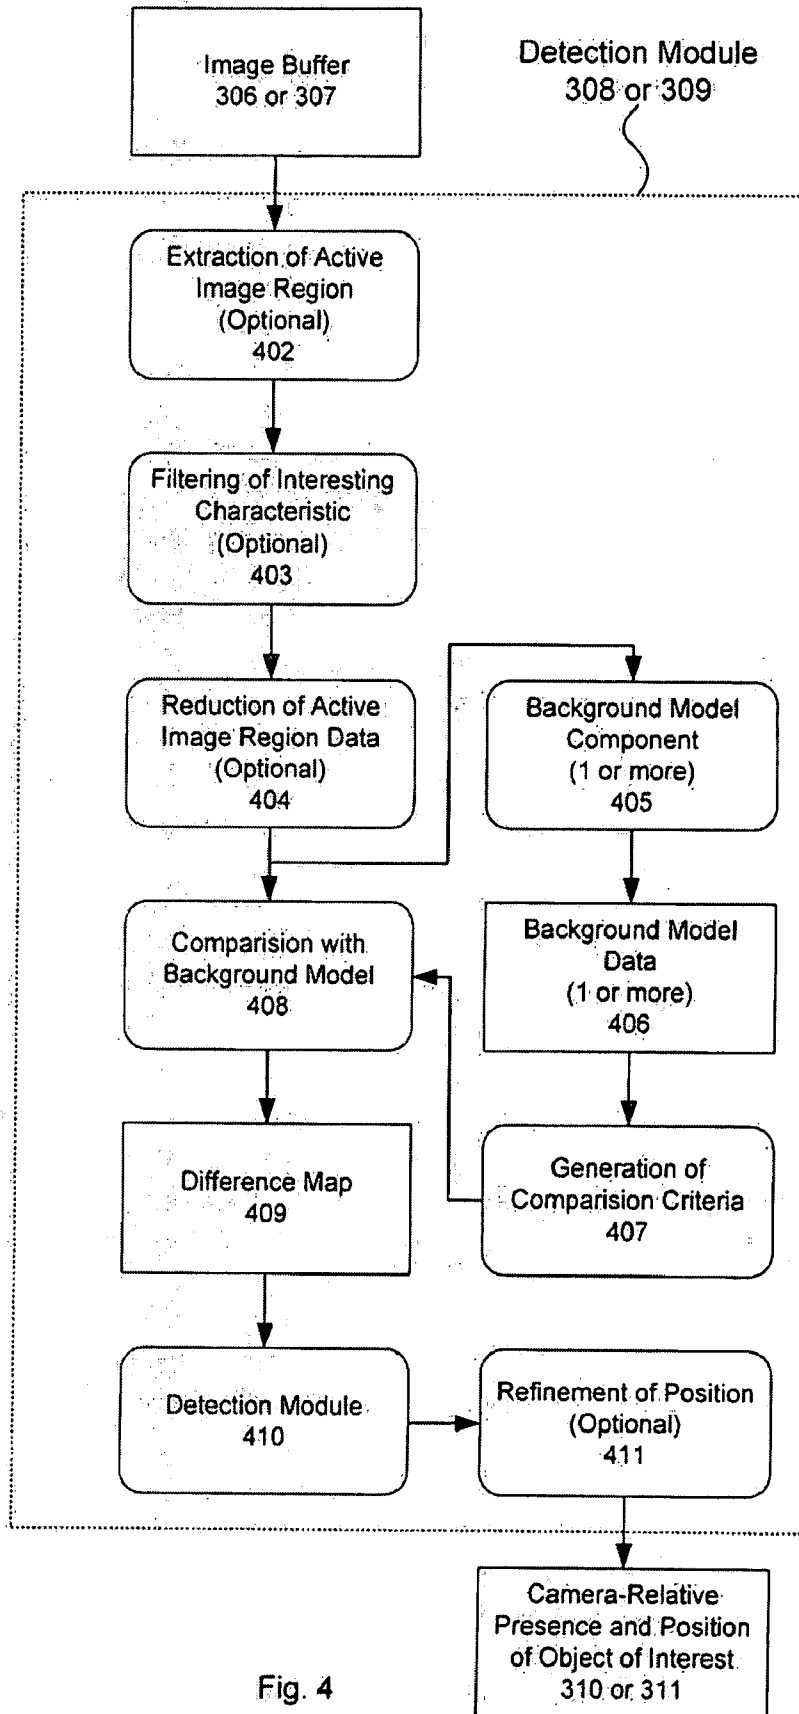 Image Buffer
306 or 307
Detection Module
308 or 309
Extraction of Active
Image Region
(Optional)
402
Filtering of Interesting
Characteristic
(Optional)
403
Reduction of Active
Image Region Data
(Optional)
404
Background Model
Component
(1 or more)
405
Background Model
Data
(1 or more)
406
Generation of
Comparision Criteria
407
Comparision with
Background Model
408
Difference Map
409
Detection Module
410
Refinement of Position
(Optional)
411
Camera-Relative
Presence and Position
of Object of Interest
310 or 311
Fig. 4